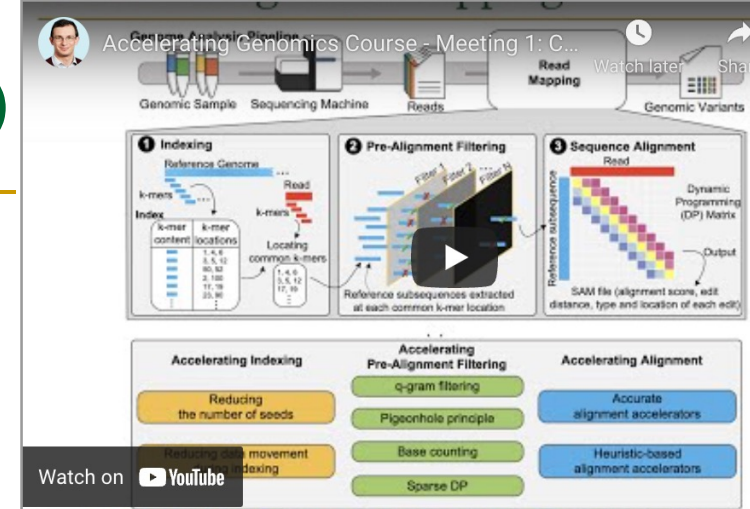 Genome Analysis Pipeline
Accelerating Genomics Course - Meeting 1: C...
Watch later
Shar
Genomic Sample
Sequencing Machine
Reads
Read
Mapping
Genomic Variants
1 Indexing
Reference Genome
...
k-mers
Read
k-mers
Index
k-mer
content
k-mer
locations
1, 4, 6
3, 5, 12
50, 52
2, 100
17, 19
23, 90
Locating
common k-mers
1, 4, 6
3, 5, 12
17, 19
2 Pre-Alignment Filtering
Filter 1
Filter 2
...
Filter N
Reference subsequences extracted
at each common k-mer location
3 Sequence Alignment
Read
Reference subsequence
Dynamic
Programming
(DP) Matrix
Output
SAM file (alignment score, edit
distance, type and location of each edit)
Accelerating Indexing
Reducing
the number of seeds
Reducing data movement
during indexing
Accelerating
Pre-Alignment Filtering
q-gram filtering
Pigeonhole principle
Base counting
Sparse DP
Accelerating Alignment
Accurate
alignment accelerators
Heuristic-based
alignment accelerators
Watch on YouTube